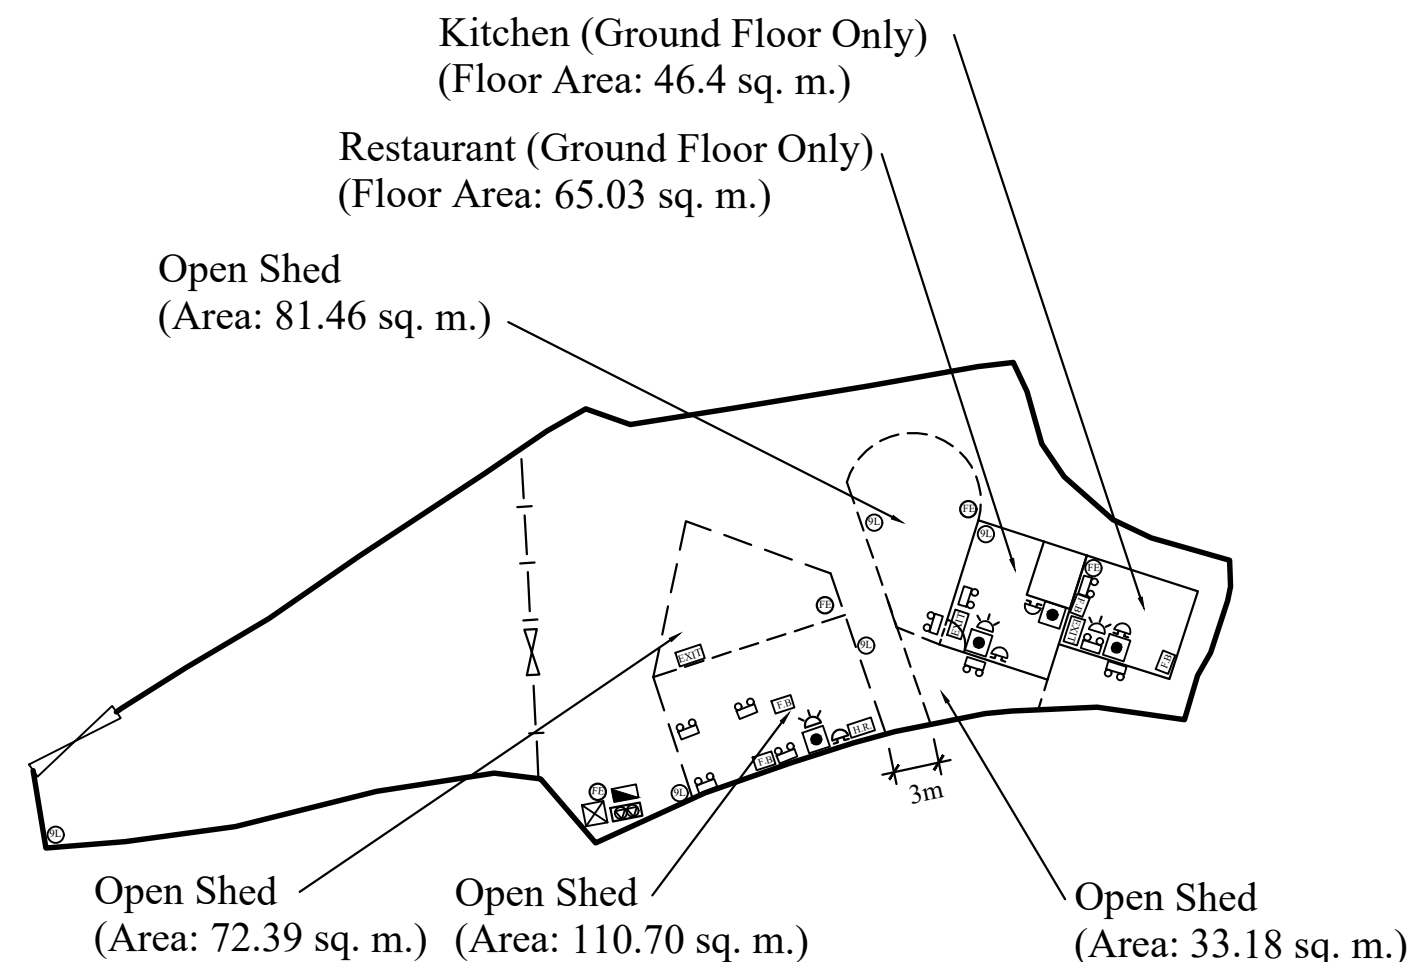 Kitchen (Ground Floor Only)
(Floor Area: 46.4 sq. m.)
Restaurant (Ground Floor Only)
(Floor Area: 65.03 sq. m.)
Open Shed
(Area: 81.46 sq. m.)
FE
9L
9L
FE
FE
F.B
EXIT
EXIT
9L
EXIT
F.B
F.B
H.R.
F.B
FE
9L
3m
9L
Open Shed
(Area: 72.39 sq. m.)
Open Shed
(Area: 110.70 sq. m.)
Open Shed
(Area: 33.18 sq. m.)